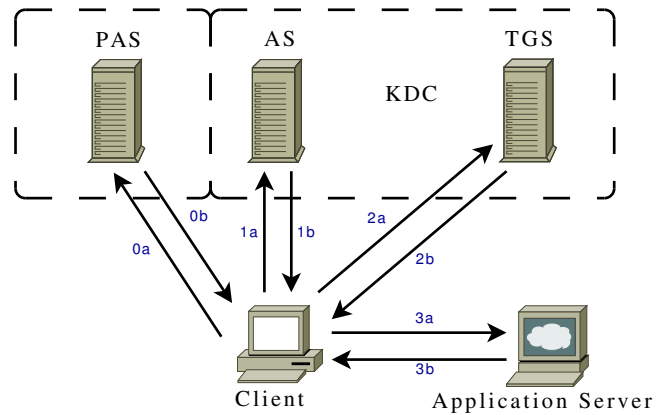 PAS
AS
TGS
KDC
0b
0a
1a
1b
2a
2b
3a
3b
Client
Application Server